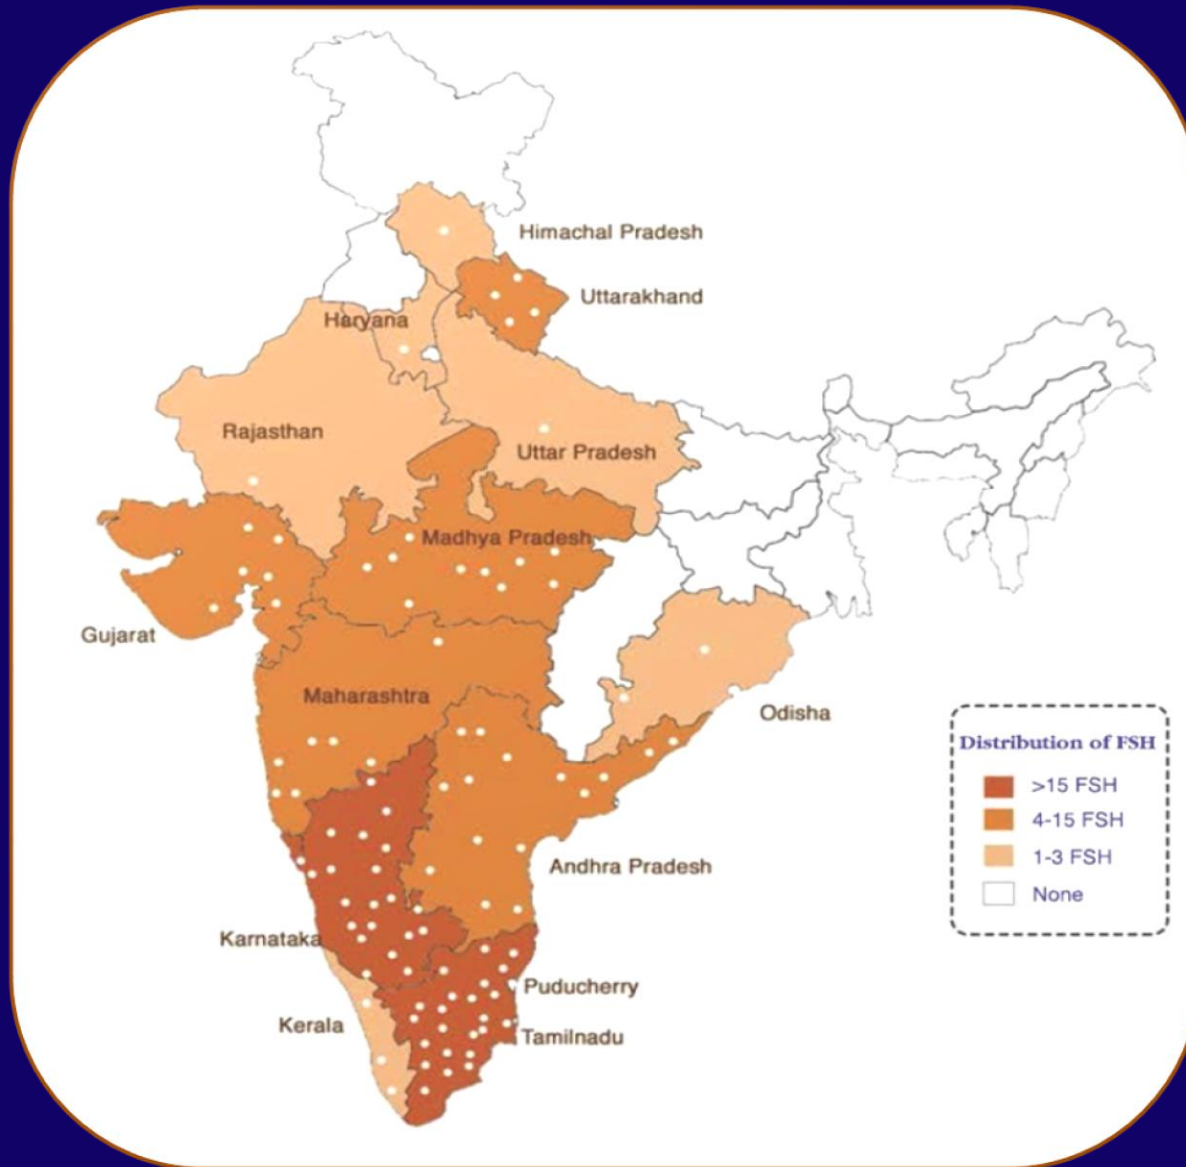 Himachal Pradesh
Uttarakhand
Haryana
Rajasthan
Uttar Pradesh
Madhya Pradesh
Gujarat
Maharashtra
Odisha
Distribution of FSH
>15 FSH
4-15 FSH
1-3 FSH
None
Andhra Pradesh
Karnataka
Puducherry
Kerala
Tamilnadu